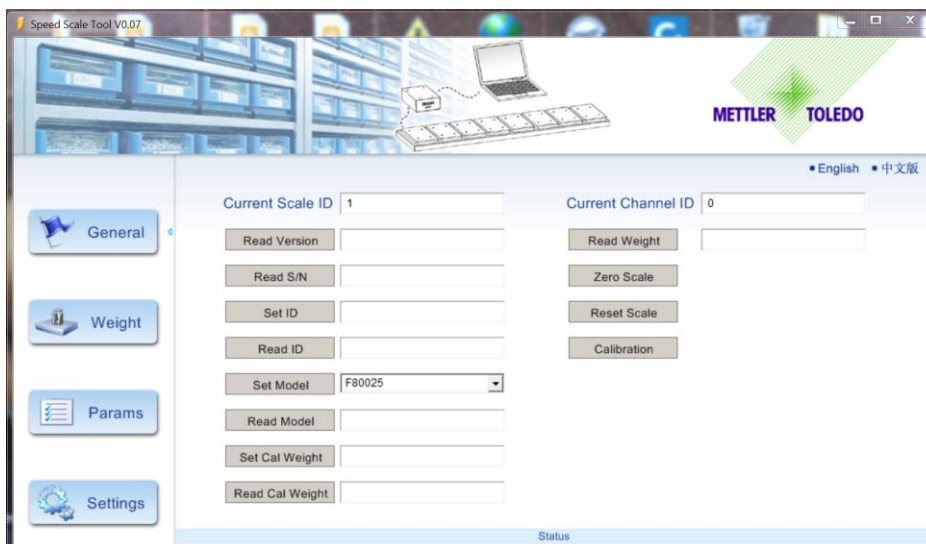 Speed Scale Tool V0.07
METTLER TOLEDO
English 中文版
General
Weight
Params
Settings
Current Scale ID 1
Read Version
Read S/N
Set ID
Read ID
Set Model F80025
Read Model
Set Cal Weight
Read Cal Weight
Current Channel ID 0
Read Weight
Zero Scale
Reset Scale
Calibration
Status